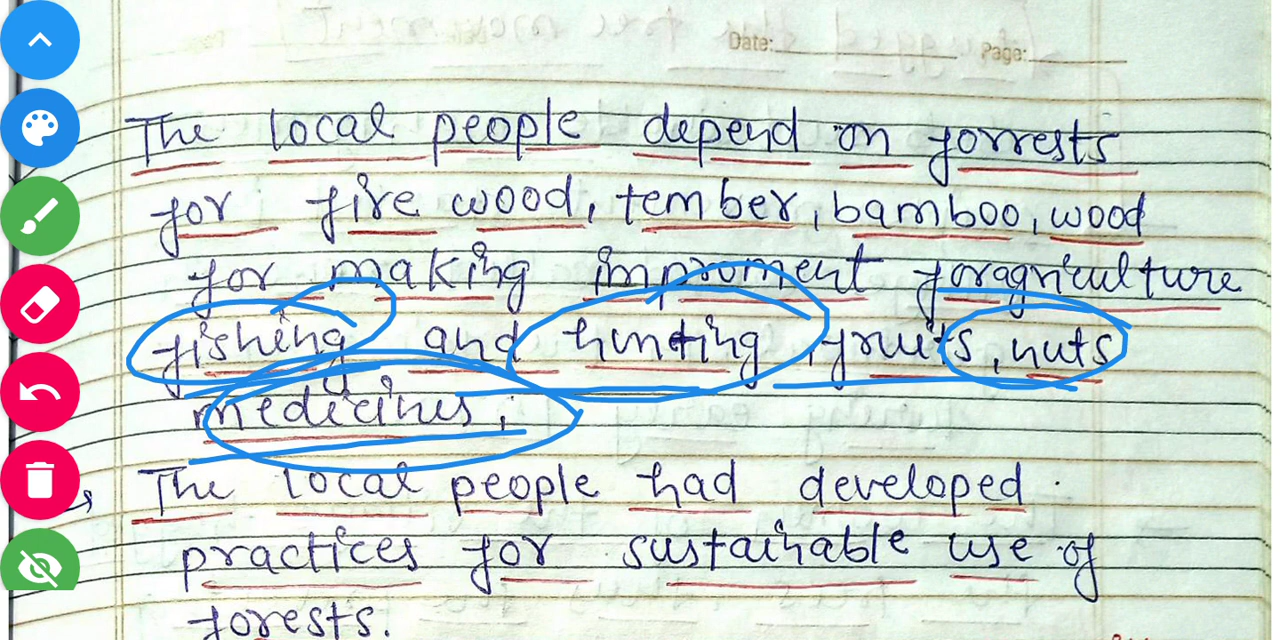 Date: Page:
The local people depend on forrests
for fire wood, tember, bamboo, wood
for making improment foragriculture
fishing and hunting, fruits, nuts
medicines,
The local people had developed.
practices for sustainable use of
forests.